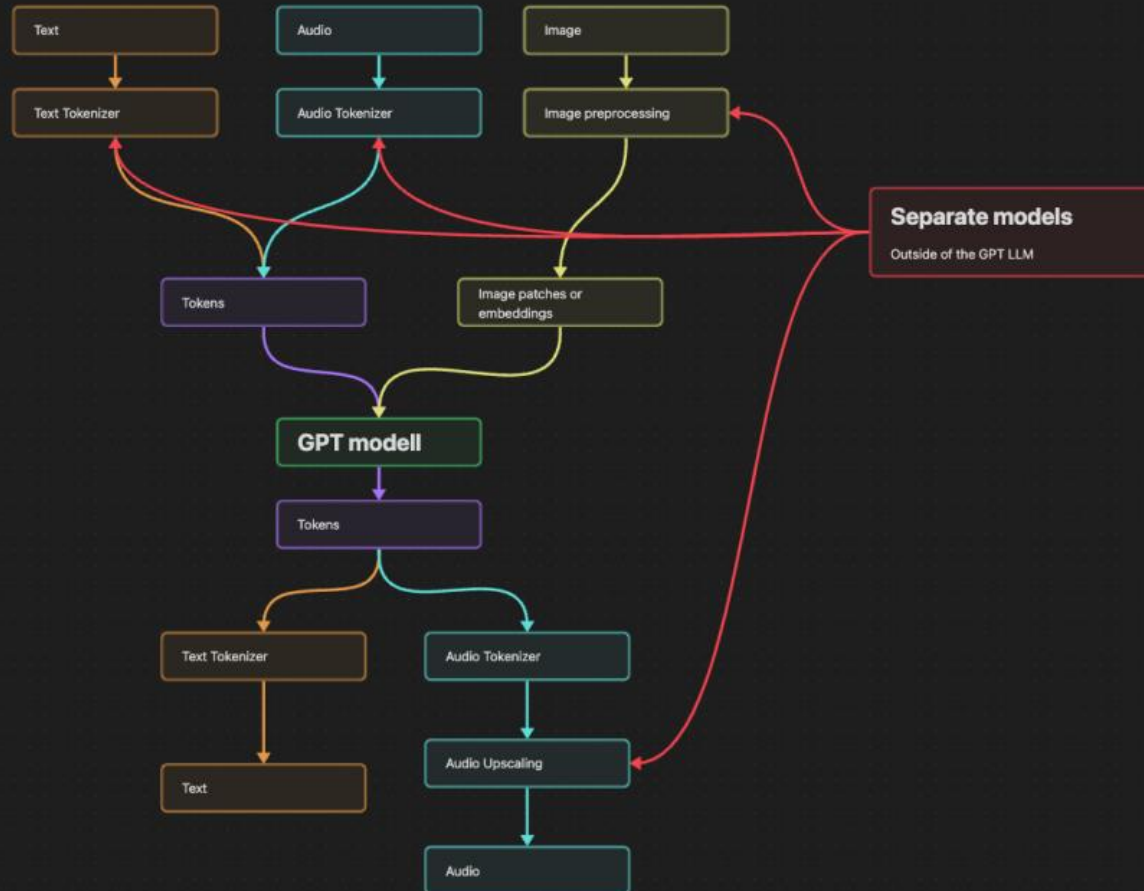 Text
Audio
Image
Text Tokenizer
Audio Tokenizer
Image preprocessing
Separate models
Outside of the GPT LLM
Tokens
Image patches or
embeddings
GPT modell
Tokens
Text Tokenizer
Audio Tokenizer
Audio Upscaling
Text
Audio